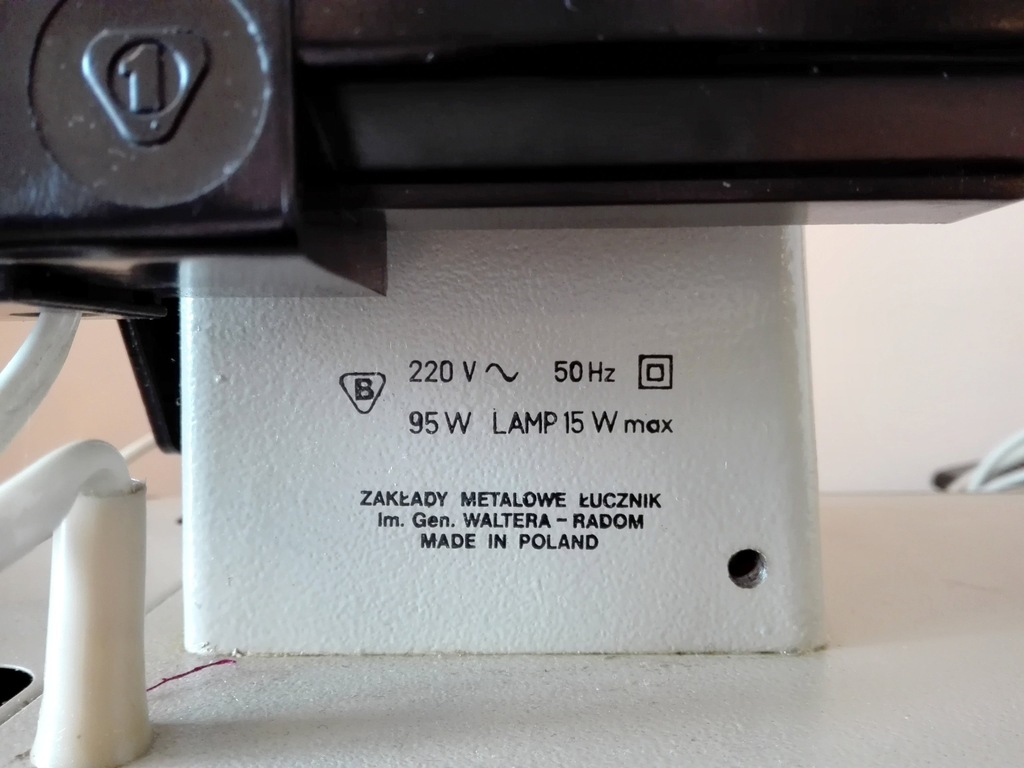 1
B 220 V ~ 50 Hz
95 W LAMP 15 W max
ZAKŁADY METALOWE ŁUCZNIK
Im. Gen. WALTERA – RADOM
MADE IN POLAND